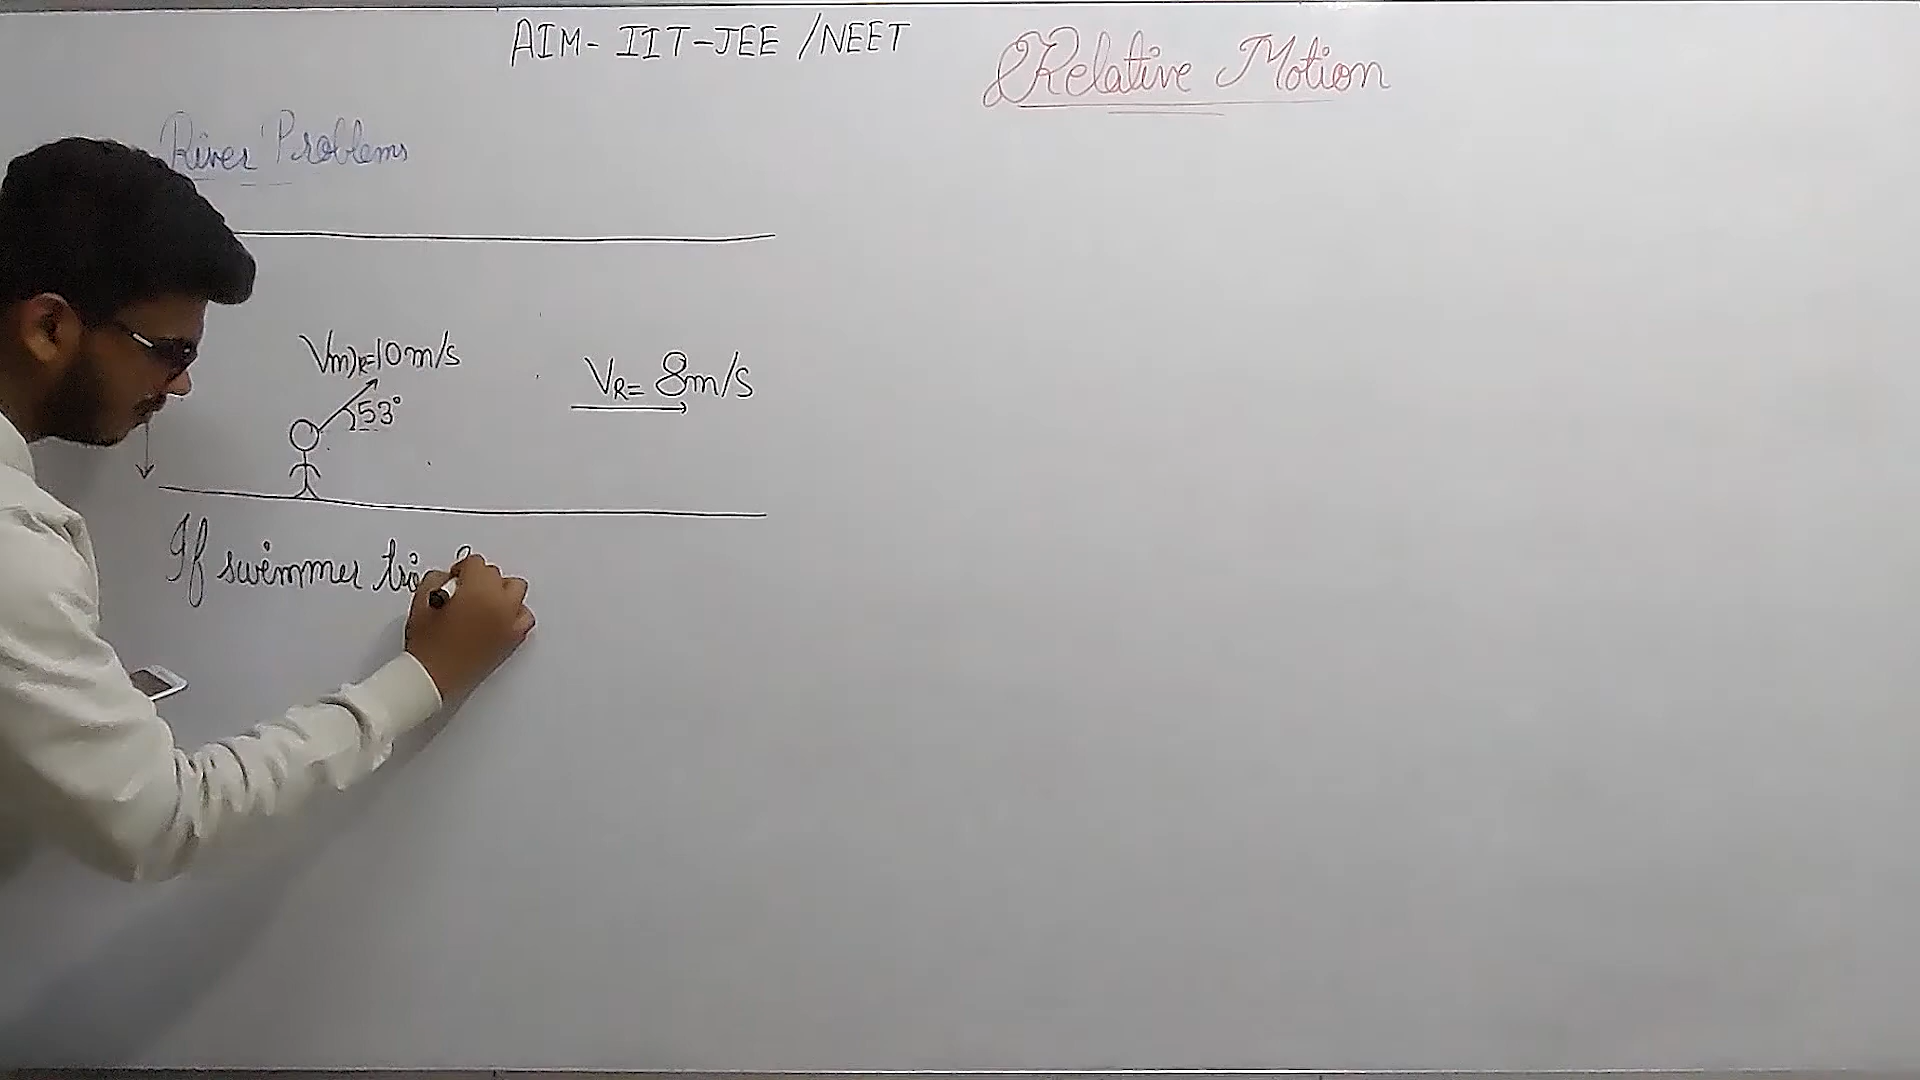 AIM- IIT-JEE /NEET
Relative Motion
River Problems
Vm)R=10m/s
53°
VR= 8m/s
If swimmer